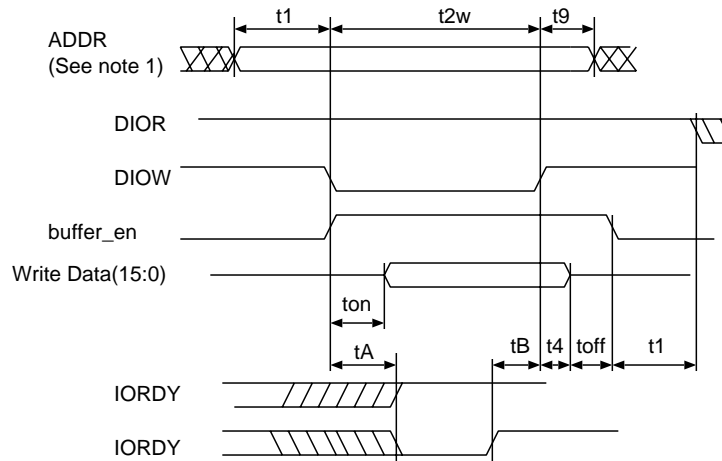 t1 t2w t9
ADDR
(See note 1)
DIOR
DIOW
buffer_en
Write Data(15:0)
ton
tA tB t4 toff t1
IORDY
IORDY